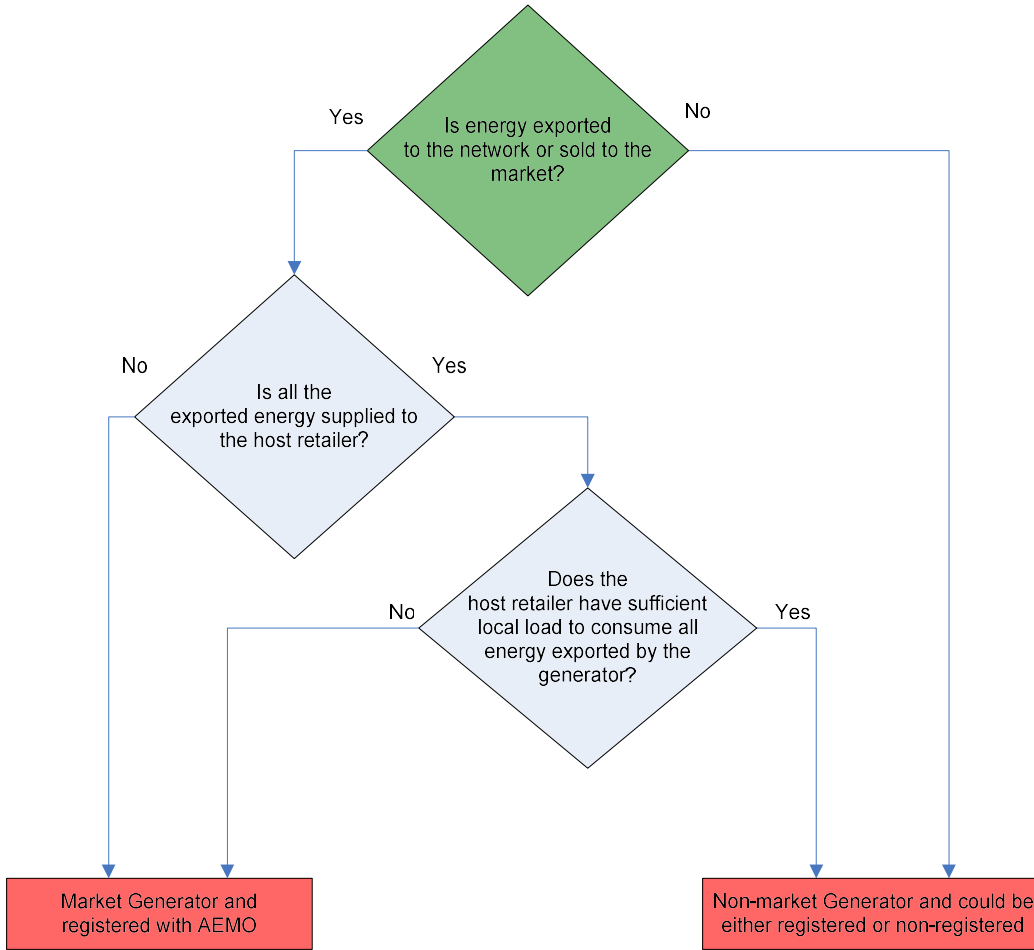 Yes
No
Is energy exported
to the network or sold to the
market?
No
Yes
Is all the
exported energy supplied to
the host retailer?
No
Yes
Does the
host retailer have sufficient
local load to consume all
energy exported by the
generator?
Market Generator and
registered with AEMO
Non-market Generator and could be
either registered or non-registered